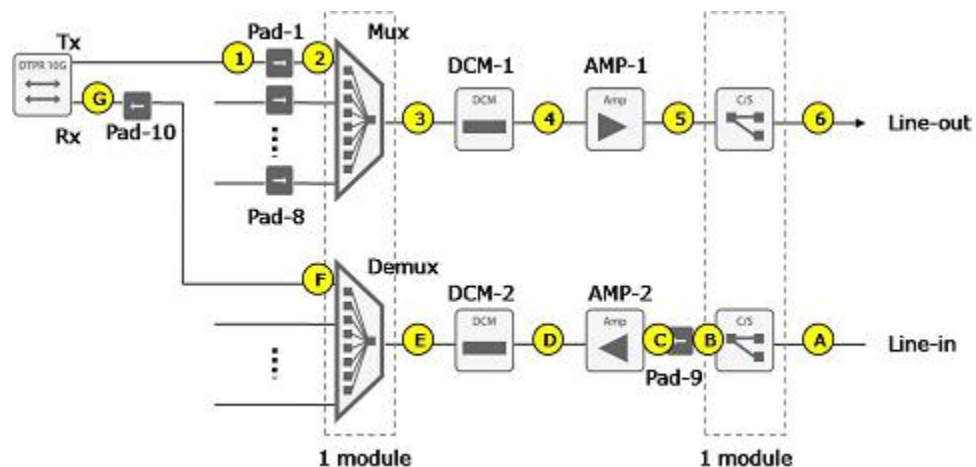 Tx
Pad-1
Mux
DTPR 10G
1
2
DCM-1
AMP-1
G
DCM
Amp
C/S
Rx
Pad-10
3
4
5
6
Line-out
Pad-8
Demux
F
DCM-2
AMP-2
DCM
Amp
C/S
E
D
C
B
A
Line-in
Pad-9
1 module
1 module